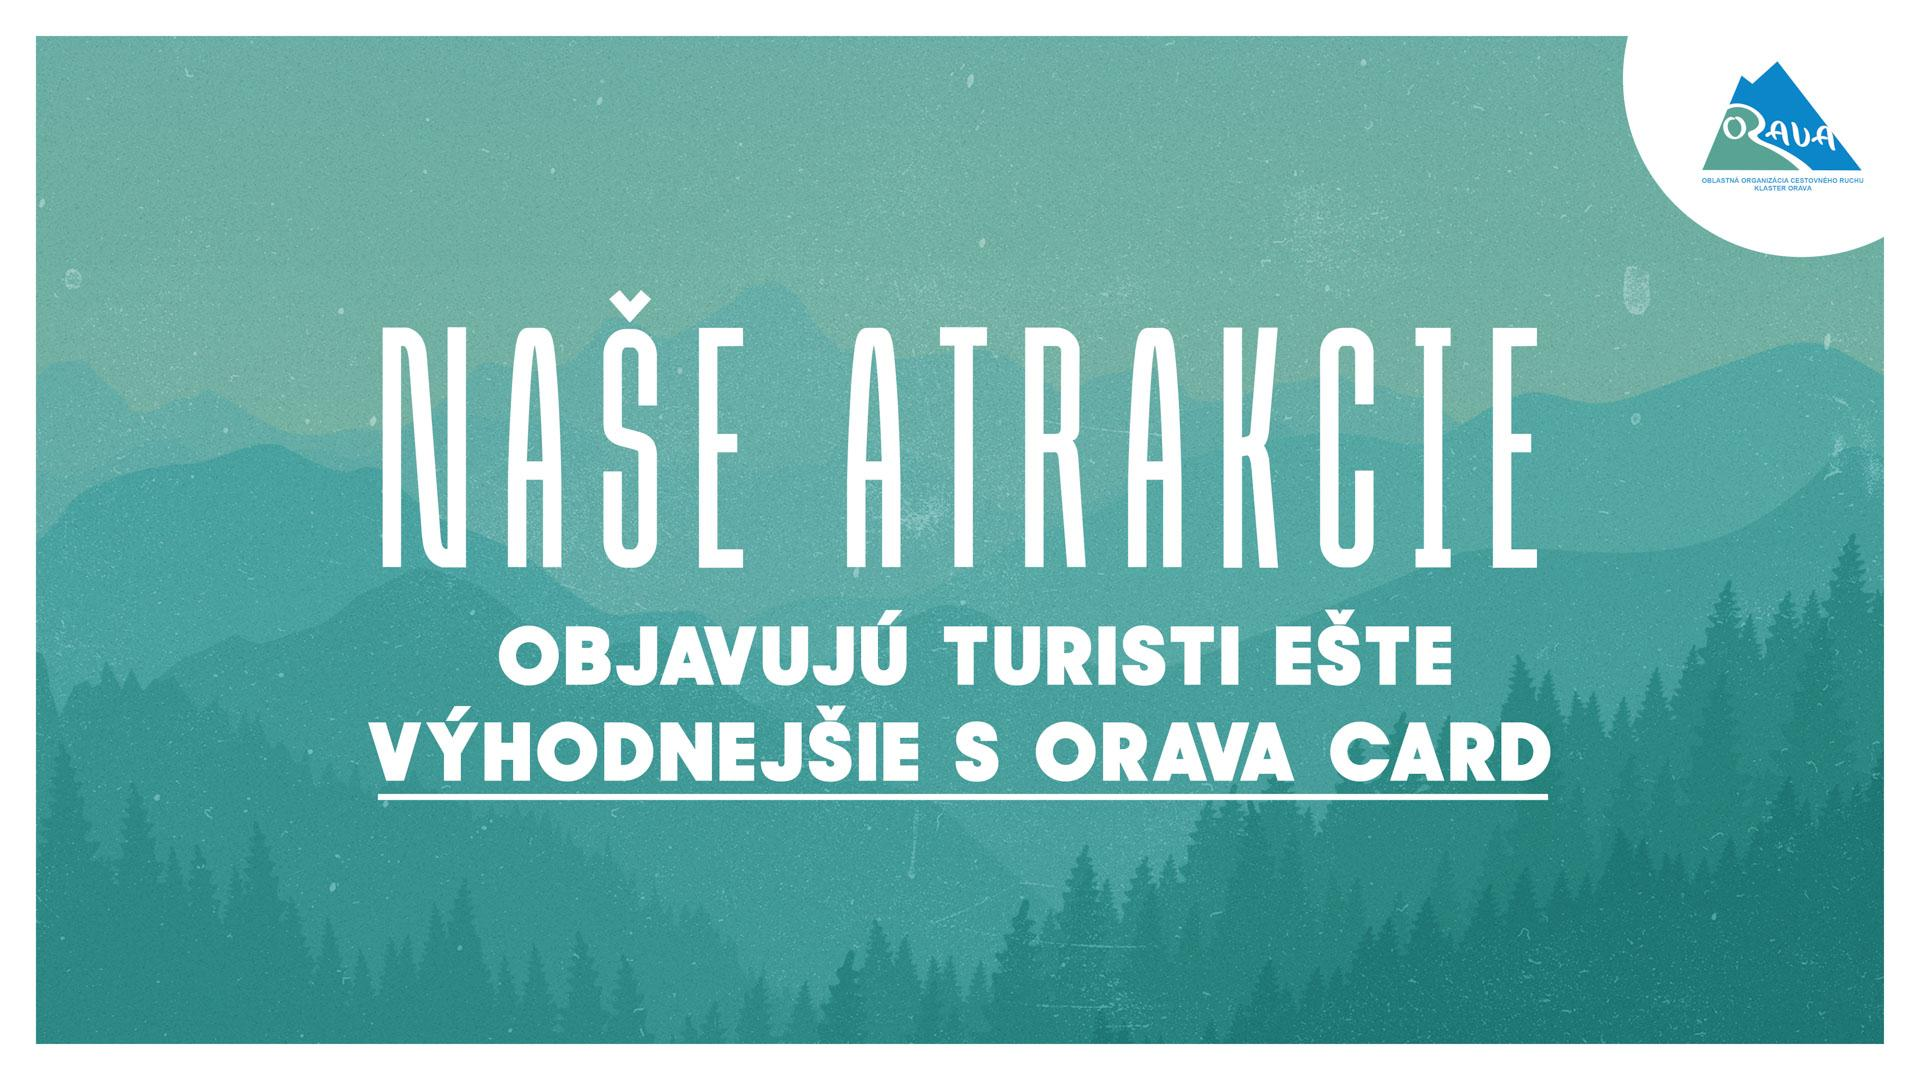 ORAVA
OBLASTNÁ ORGANIZÁCIA CESTOVNÉHO RUCHU
KLASTER ORAVA
NAŠE ATRAKCIE
OBJAVUJÚ TURISTI EŠTE
VÝHODNEJŠIE S ORAVA CARD